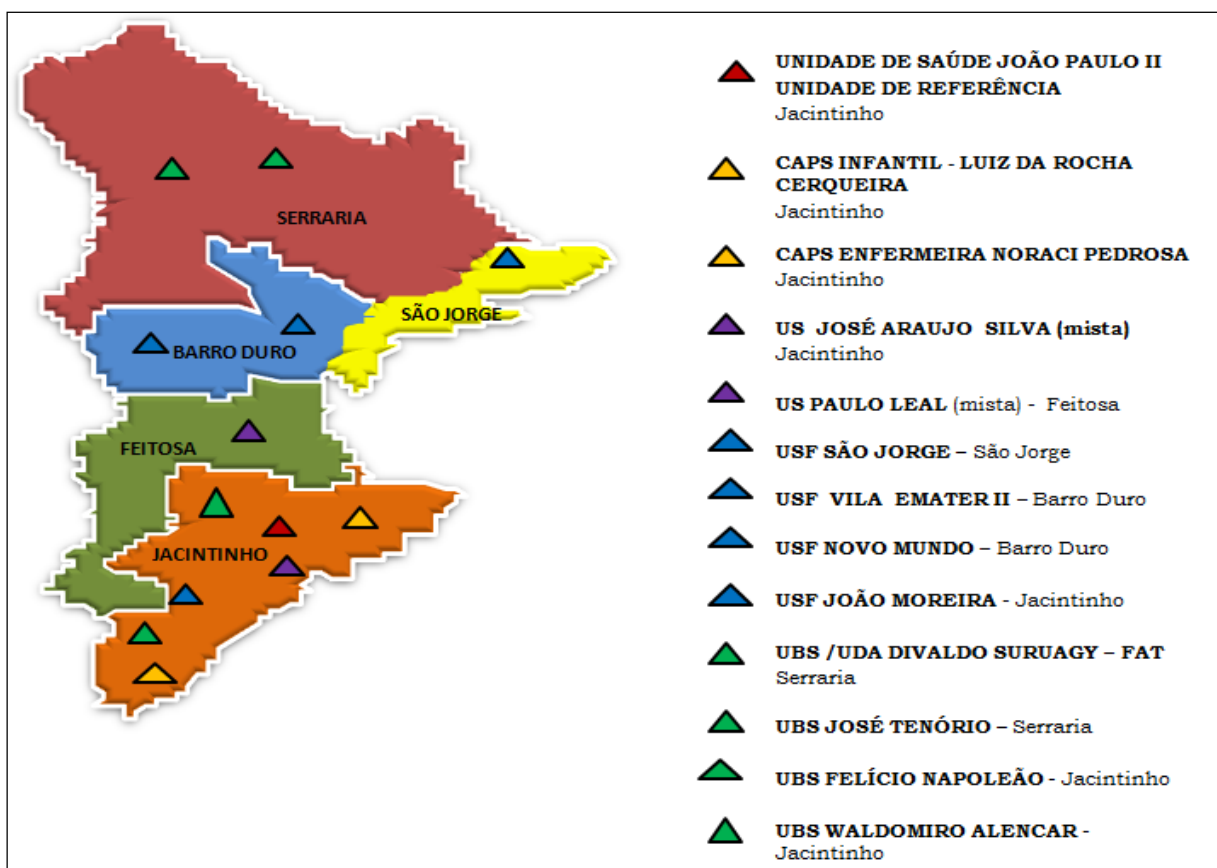 SERRARIA
SÃO JORGE
BARRO DURO
FEITOSA
JACINTINHO
UNIDADE DE SAÚDE JOÃO PAULO II
UNIDADE DE REFERÊNCIA
Jacintinho
CAPS INFANTIL - LUIZ DA ROCHA
CERQUEIRA
Jacintinho
CAPS ENFERMEIRA NORACI PEDROSA
Jacintinho
US JOSÉ ARAUJO SILVA (mista)
Jacintinho
US PAULO LEAL (mista) - Feitosa
USF SÃO JORGE – São Jorge
USF VILA EMATER II – Barro Duro
USF NOVO MUNDO – Barro Duro
USF JOÃO MOREIRA - Jacintinho
UBS /UDA DIVALDO SURUAGY – FAT
Serraria
UBS JOSÉ TENÓRIO – Serraria
UBS FELÍCIO NAPOLEÃO - Jacintinho
UBS WALDOMIRO ALENCAR -
Jacintinho